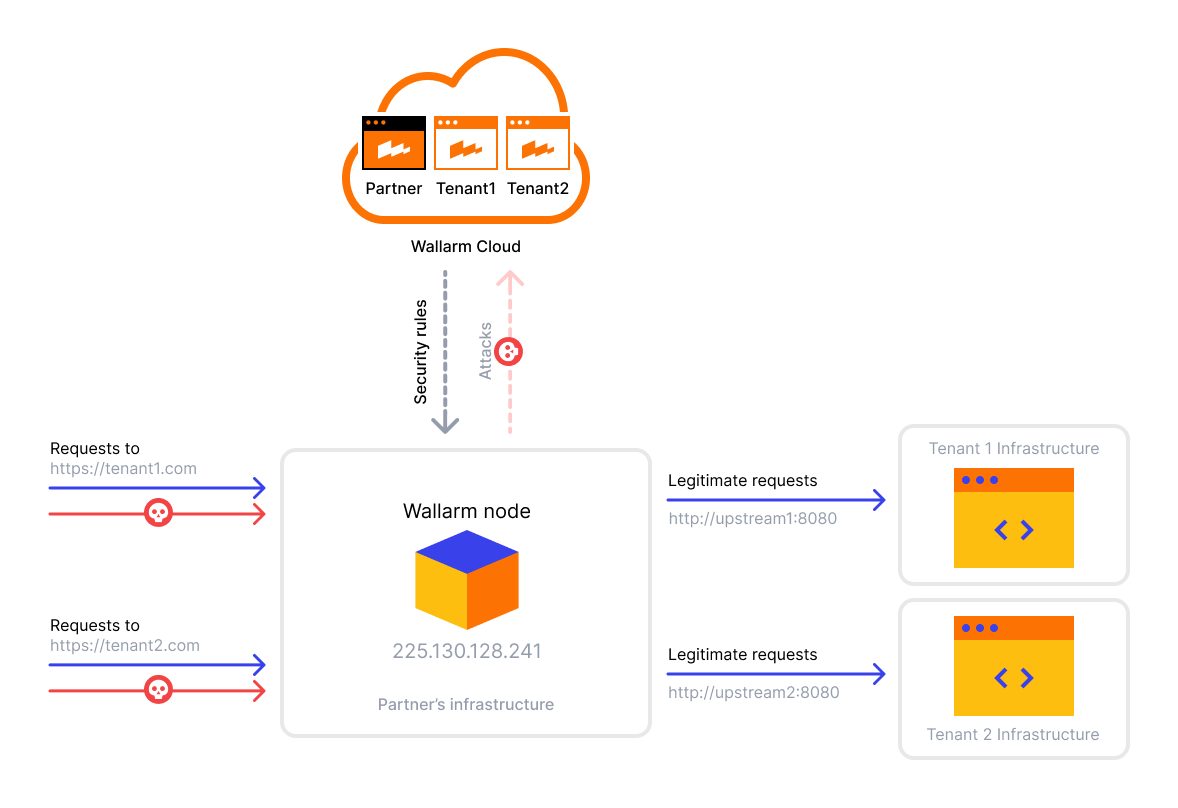 Partner
Tenant1
Tenant2
Wallarm Cloud
Security rules
Attacks
Requests to
https://tenant1.com
Requests to
https://tenant2.com
Wallarm node
225.130.128.241
Partner’s infrastructure
Legitimate requests
http://upstream1:8080
Legitimate requests
http://upstream2:8080
Tenant 1 Infrastructure
Tenant 2 Infrastructure